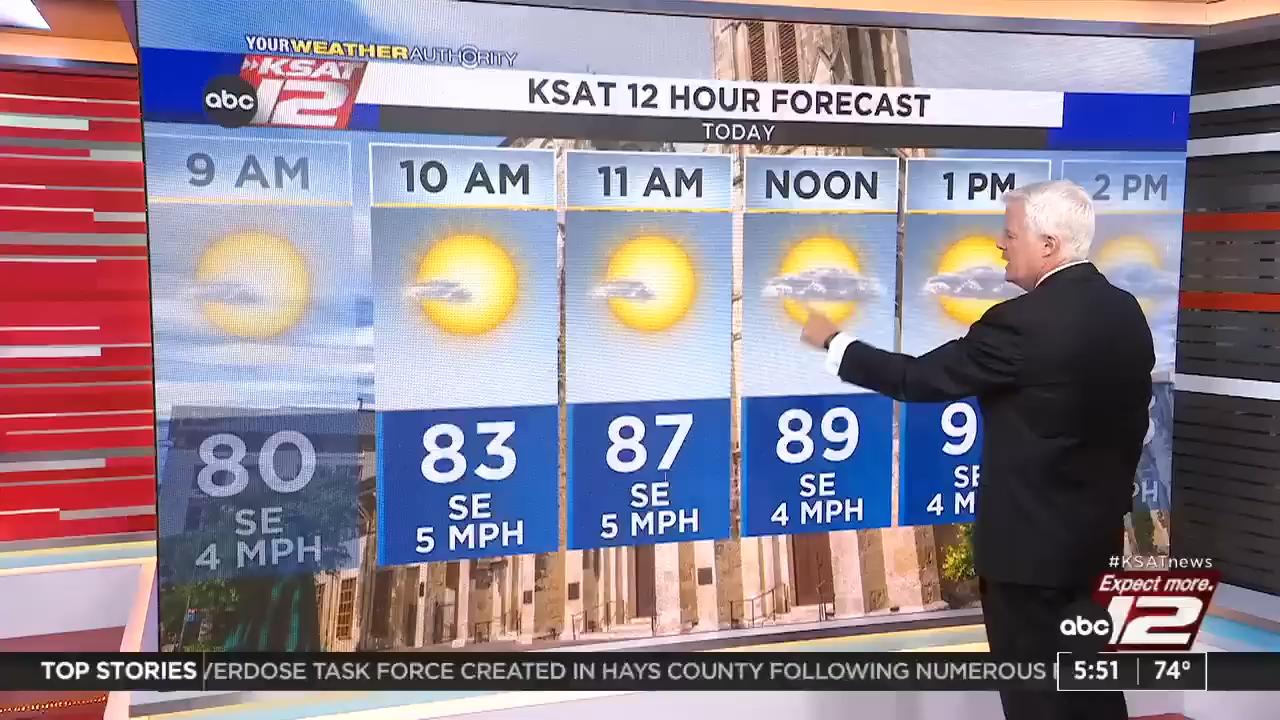 YOUR WEATHER AUTHORITY
KSAT
abc 12
KSAT 12 HOUR FORECAST
TODAY
9 AM
10 AM
11 AM
NOON
1 PM
2 PM
80
83
87
89
SE
SE
SE
SE
4 MPH
5 MPH
5 MPH
4 MPH
#KSATnews
Expect more.
abc 12
TOP STORIES
TASK FORCE CREATED IN HAYS COUNTY FOLLOWING NUMEROUS
5:51
74°